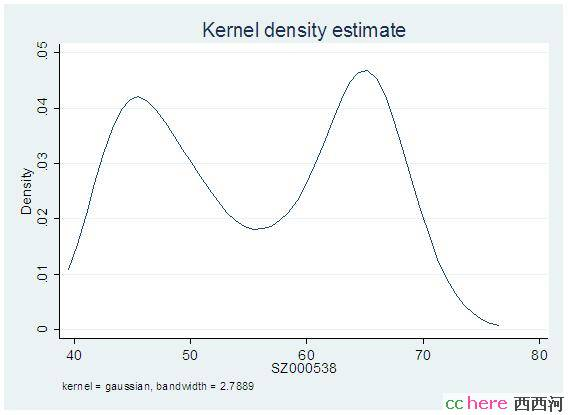 Kernel density estimate
.05
.04
.03
.02
.01
0
Density
40 50 60 70 80
SZ000538
kernel = gaussian, bandwidth = 2.7889
cchere 西西河